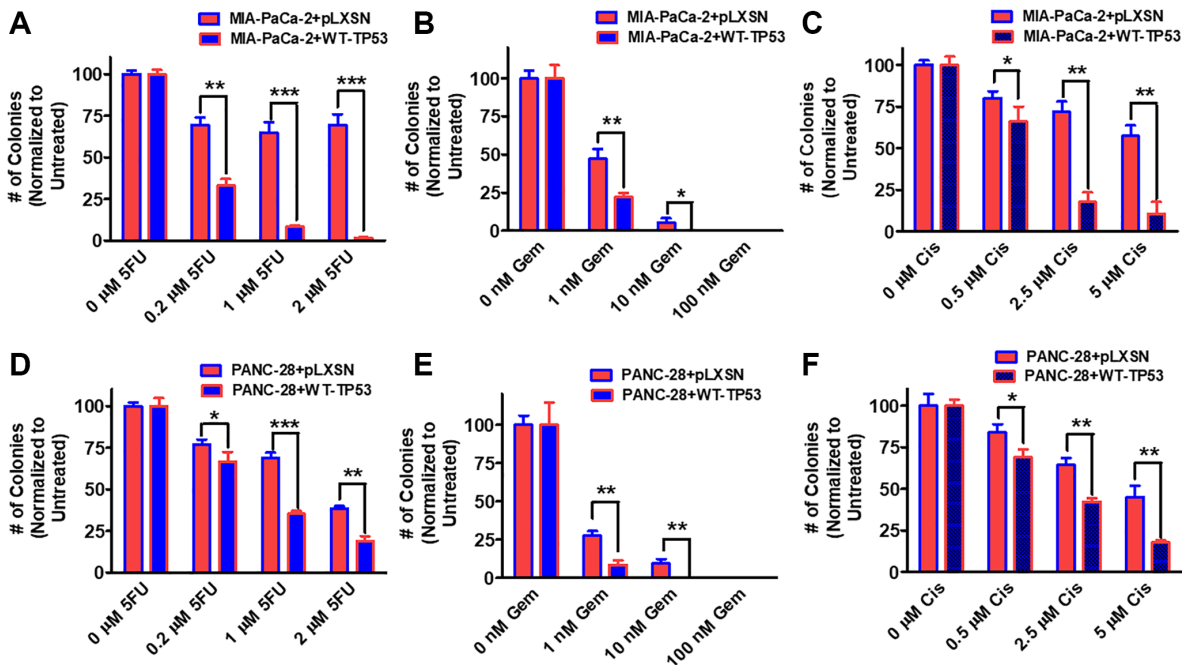 A
MIA-PaCa-2+pLXSN
MIA-PaCa-2+WT-TP53
# of Colonies
(Normalized to
Untreated)
100
75
50
25
0
**
***
***
0 µM 5FU
0.2 µM 5FU
1 µM 5FU
2 µM 5FU
B
MIA-PaCa-2+pLXSN
MIA-PaCa-2+WT-TP53
# of Colonies
(Normalized to
Untreated)
100
75
50
25
0
**
*
0 nM Gem
1 nM Gem
10 nM Gem
100 nM Gem
C
MIA-PaCa-2+pLXSN
MIA-PaCa-2+WT-TP53
# of Colonies
(Normalized to
Untreated)
100
75
50
25
0
*
**
**
0 µM Cis
0.5 µM Cis
2.5 µM Cis
5 µM Cis
D
PANC-28+pLXSN
PANC-28+WT-TP53
# of Colonies
(Normalized to
Untreated)
100
75
50
25
0
*
***
**
0 µM 5FU
0.2 µM 5FU
1 µM 5FU
2 µM 5FU
E
PANC-28+pLXSN
PANC-28+WT-TP53
# of Colonies
(Normalized to
Untreated)
100
75
50
25
0
**
**
0 nM Gem
1 nM Gem
10 nM Gem
100 nM Gem
F
PANC-28+pLXSN
PANC-28+WT-TP53
# of Colonies
(Normalized to
Untreated)
100
75
50
25
0
*
**
**
0 µM Cis
0.5 µM Cis
2.5 µM Cis
5 µM Cis